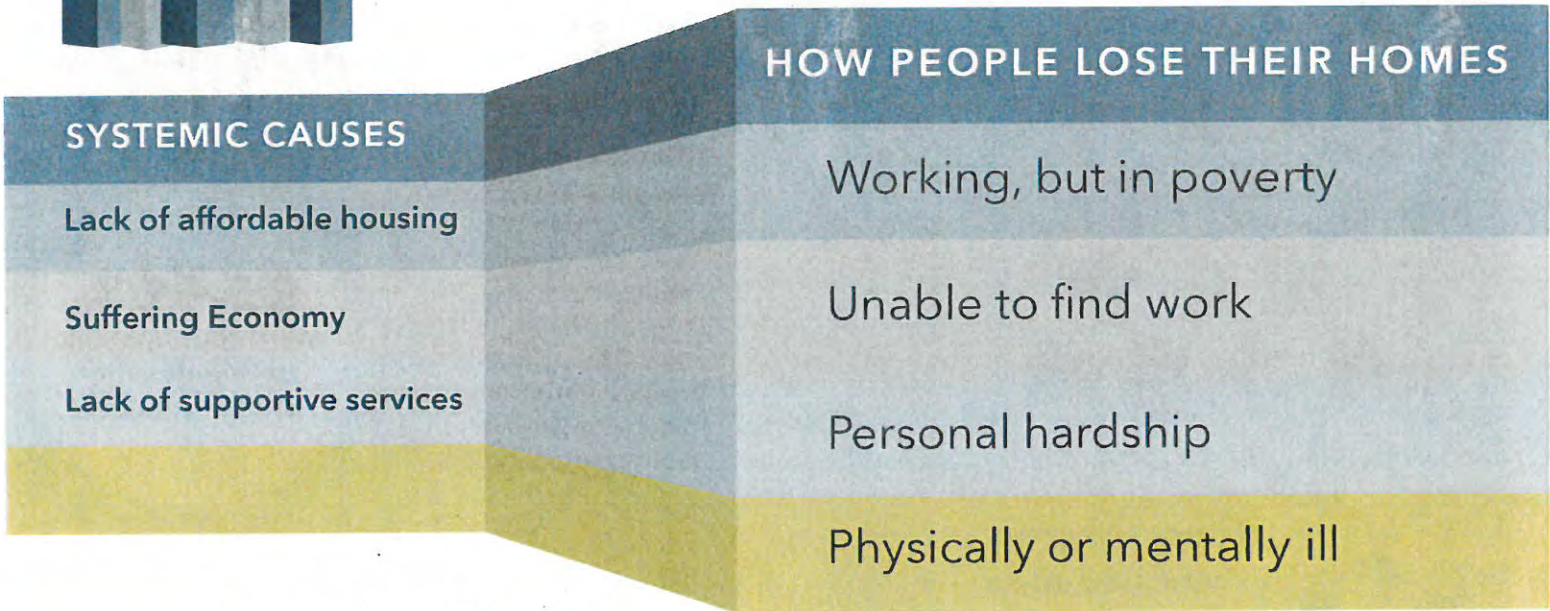 SYSTEMIC CAUSES
Lack of affordable housing
Suffering Economy
Lack of supportive services
HOW PEOPLE LOSE THEIR HOMES
Working, but in poverty
Unable to find work
Personal hardship
Physically or mentally ill